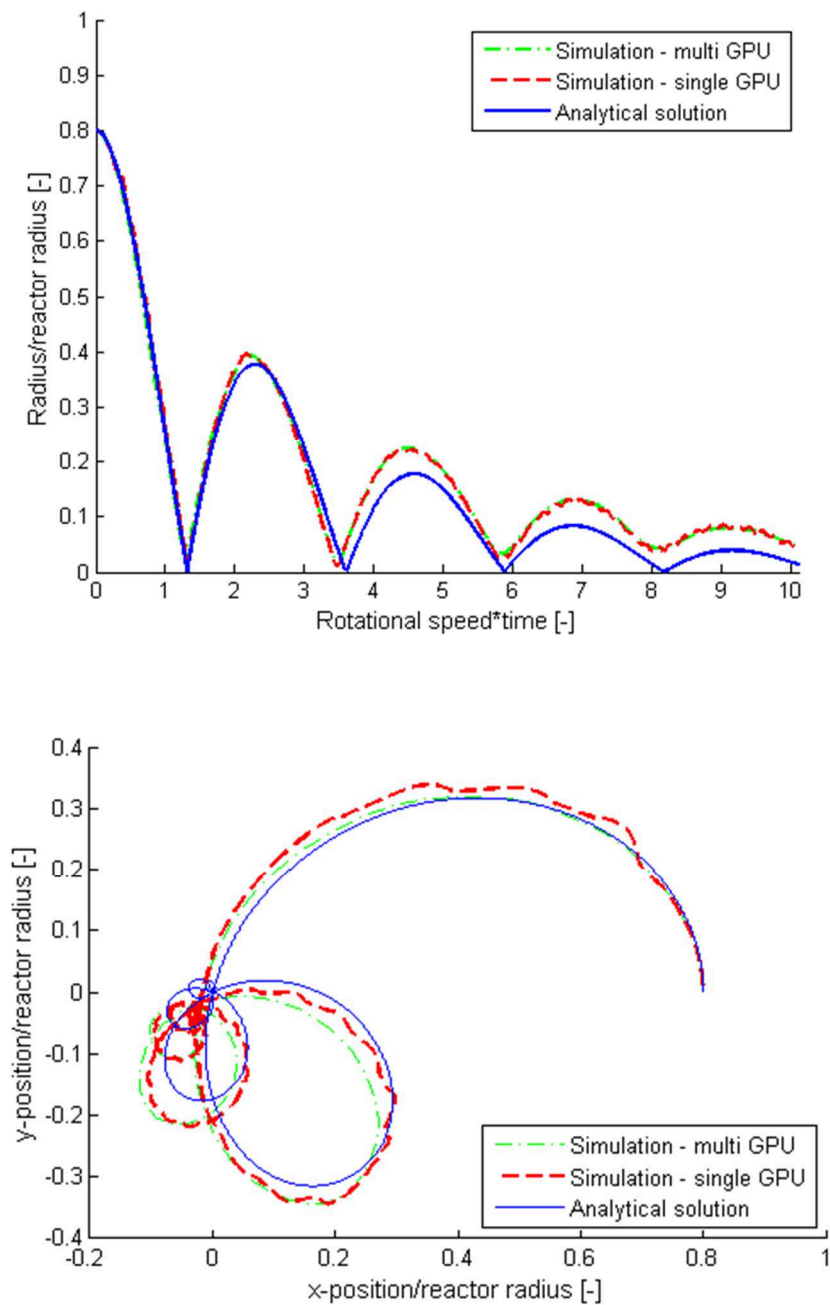 Simulation - multi GPU
Simulation - single GPU
Analytical solution
1
0.9
0.8
0.7
0.6
0.5
0.4
0.3
0.2
0.1
0
Radius/reactor radius [-]
0 1 2 3 4 5 6 7 8 9 10
Rotational speed*time [-]
0.4
0.3
0.2
0.1
0
-0.1
-0.2
-0.3
-0.4
y-position/reactor radius [-]
Simulation - multi GPU
Simulation - single GPU
Analytical solution
-0.2 0 0.2 0.4 0.6 0.8 1
x-position/reactor radius [-]